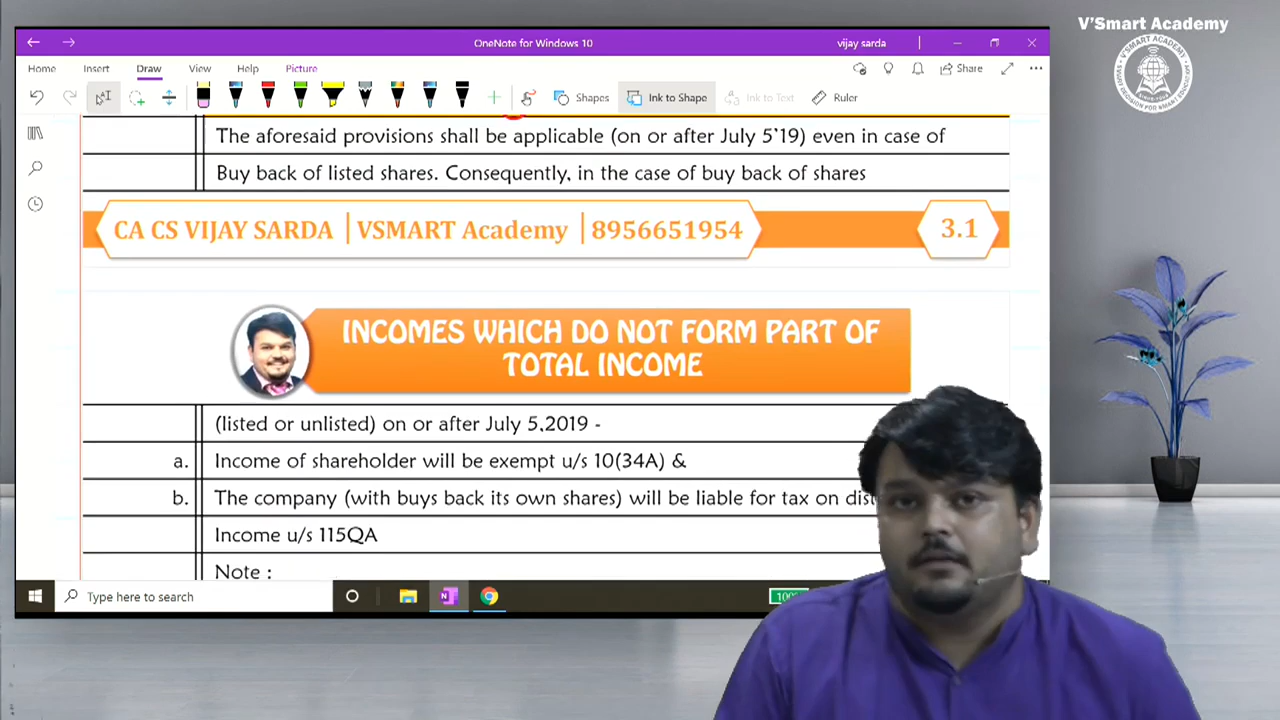 V'Smart Academy
OneNote for Windows 10
vijay sarda
Home Insert Draw View Help Picture
Share
Shapes Ink to Shape Ink to Text Ruler
The aforesaid provisions shall be applicable (on or after July 5'19) even in case of
Buy back of listed shares. Consequently, in the case of buy back of shares
CA CS VIJAY SARDA | VSMART Academy | 8956651954 3.1
INCOMES WHICH DO NOT FORM PART OF
TOTAL INCOME
(listed or unlisted) on or after July 5,2019 -
a. Income of shareholder will be exempt u/s 10(34A) &
b. The company (with buys back its own shares) will be liable for tax on
Income u/s 115QA
Note :
Type here to search